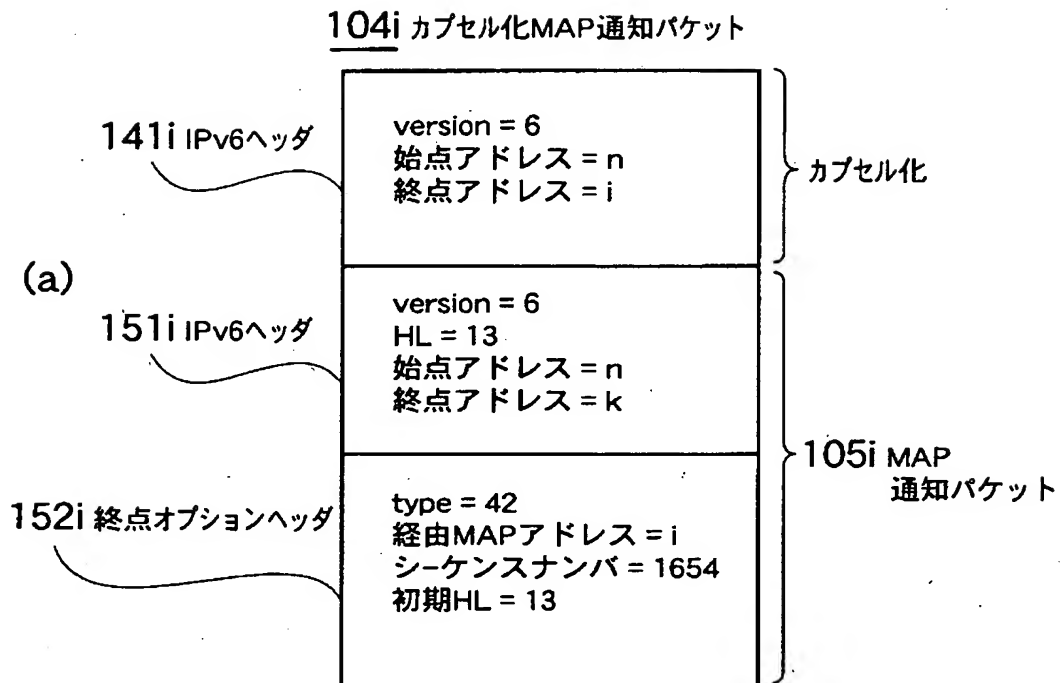 104i カプセル化MAP通知パケット
141i IPv6ヘッダ
version = 6
始点アドレス = n
終点アドレス = i
カプセル化
(a)
151i IPv6ヘッダ
version = 6
HL = 13
始点アドレス = n
終点アドレス = k
105i MAP
通知パケット
152i 終点オプションヘッダ
type = 42
経由MAPアドレス = i
シーケンスナンバ = 1654
初期HL = 13